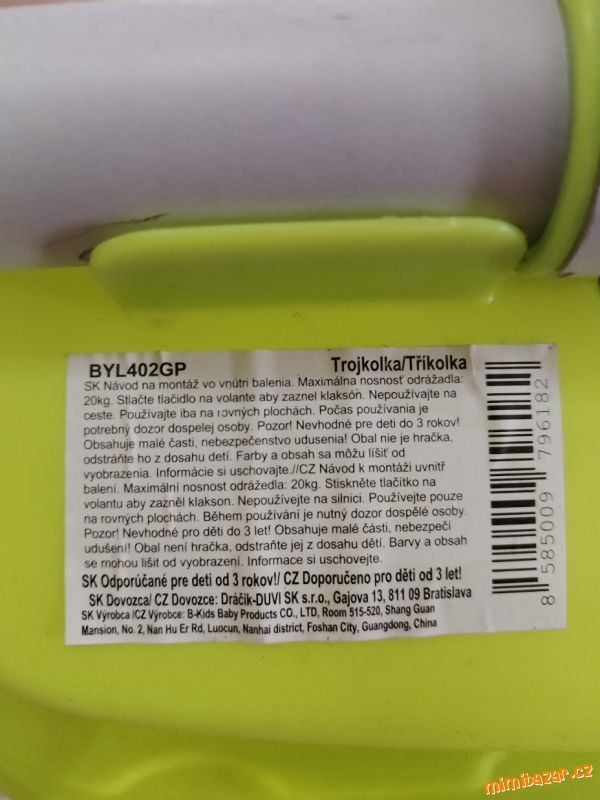 BYL402GP Trojkolka/Tříkolka
SK Návod na montáž vo vnútri balenia. Maximálna nosnosť odrážadla:
20kg. Stlačte tlačidlo na volante aby zaznel klaksón. Nepoužívajte na
ceste. Používajte iba na rovných plochách. Počas používania je
potrebný dozor dospelej osoby. Pozor! Nevhodné pre deti do 3 rokov!
Obsahuje malé časti, nebezpečenstvo udusenia! Obal nie je hračka,
odstráňte ho z dosahu detí. Farby a obsah sa môžu líšiť od
vyobrazenia. Informácie si uschovajte.//CZ Návod k montáži uvnitř
balení. Maximální nosnost odrážedla: 20kg. Stiskněte tlačítko na
volantu aby zazněl klakson. Nepoužívejte na silnici. Používejte pouze
na rovných plochách. Během používání je nutný dozor dospělé osoby.
Pozor! Nevhodné pro děti do 3 let! Obsahuje malé části, nebezpečí
udušení! Obal není hračka, odstraňte jej z dosahu dětí. Barvy a obsah
se mohou lišit od vyobrazení. Informace si uschovejte.
SK Odporúčané pre deti od 3 rokov!/ CZ Doporučeno pro děti od 3 let!
SK Dovozca/ CZ Dovozce: Dráčik-DUVI SK s.r.o., Gajova 13, 811 09 Bratislava
SK Výrobca /CZ Výrobce: B-Kids Baby Products CO., LTD, Room 515-520, Shang Guan
Mansion, No. 2, Nan Hu Er Rd, Luocun, Nanhai district, Foshan City, Guangdong, China
8 585009 796182
mimibazar.cz